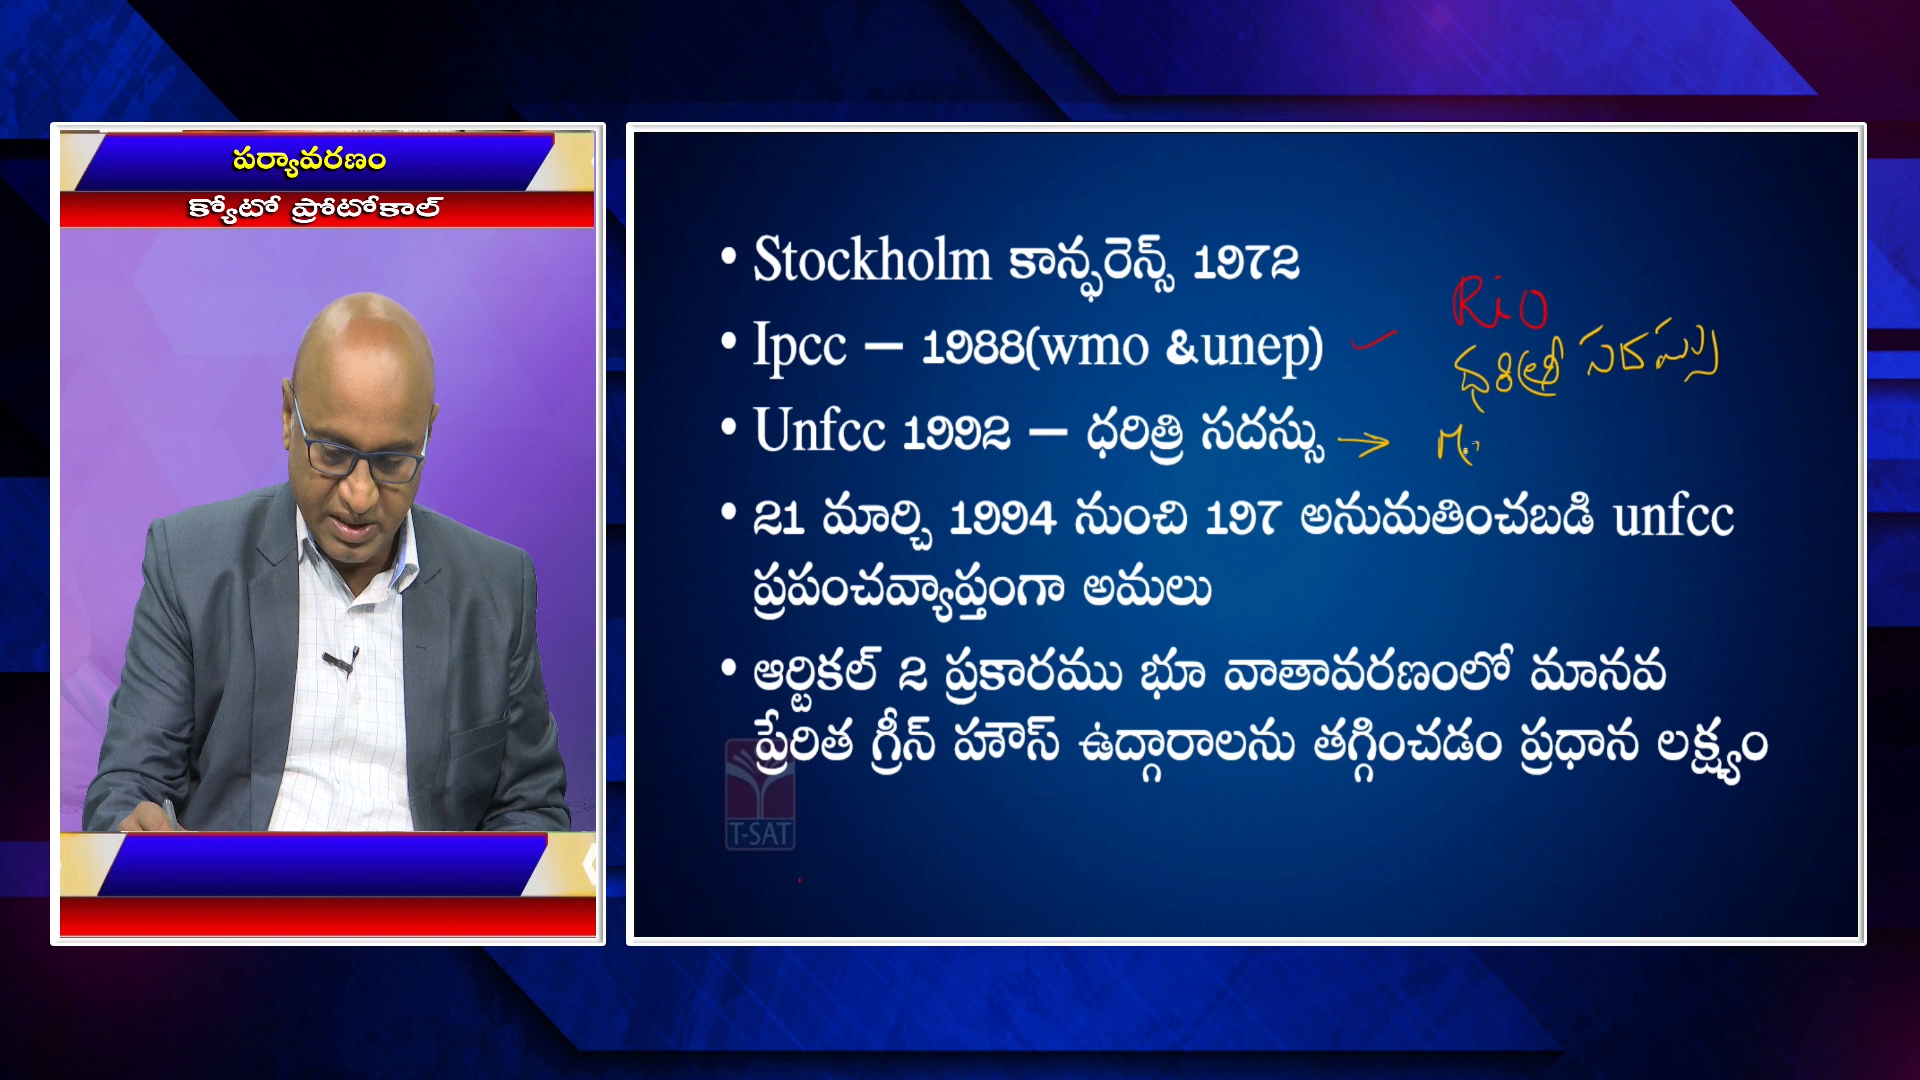 పర్యావరణం
క్యోటో ప్రోటోకాల్
• Stockholm కాన్ఫరెన్స్ 1972
• Ipcc – 1988(wmo &unep)
Rio
ధరిత్రీ సదస్సు
• Unfcc 1992 – ధరిత్రి సదస్సు →
• 21 మార్చి 1994 నుంచి 197 అనుమతించబడి unfcc
ప్రపంచవ్యాప్తంగా అమలు
• ఆర్టికల్ 2 ప్రకారము భూ వాతావరణంలో మానవ
ప్రేరిత గ్రీన్ హౌస్ ఉద్గారాలను తగ్గించడం ప్రధాన లక్ష్యం
T-SAT